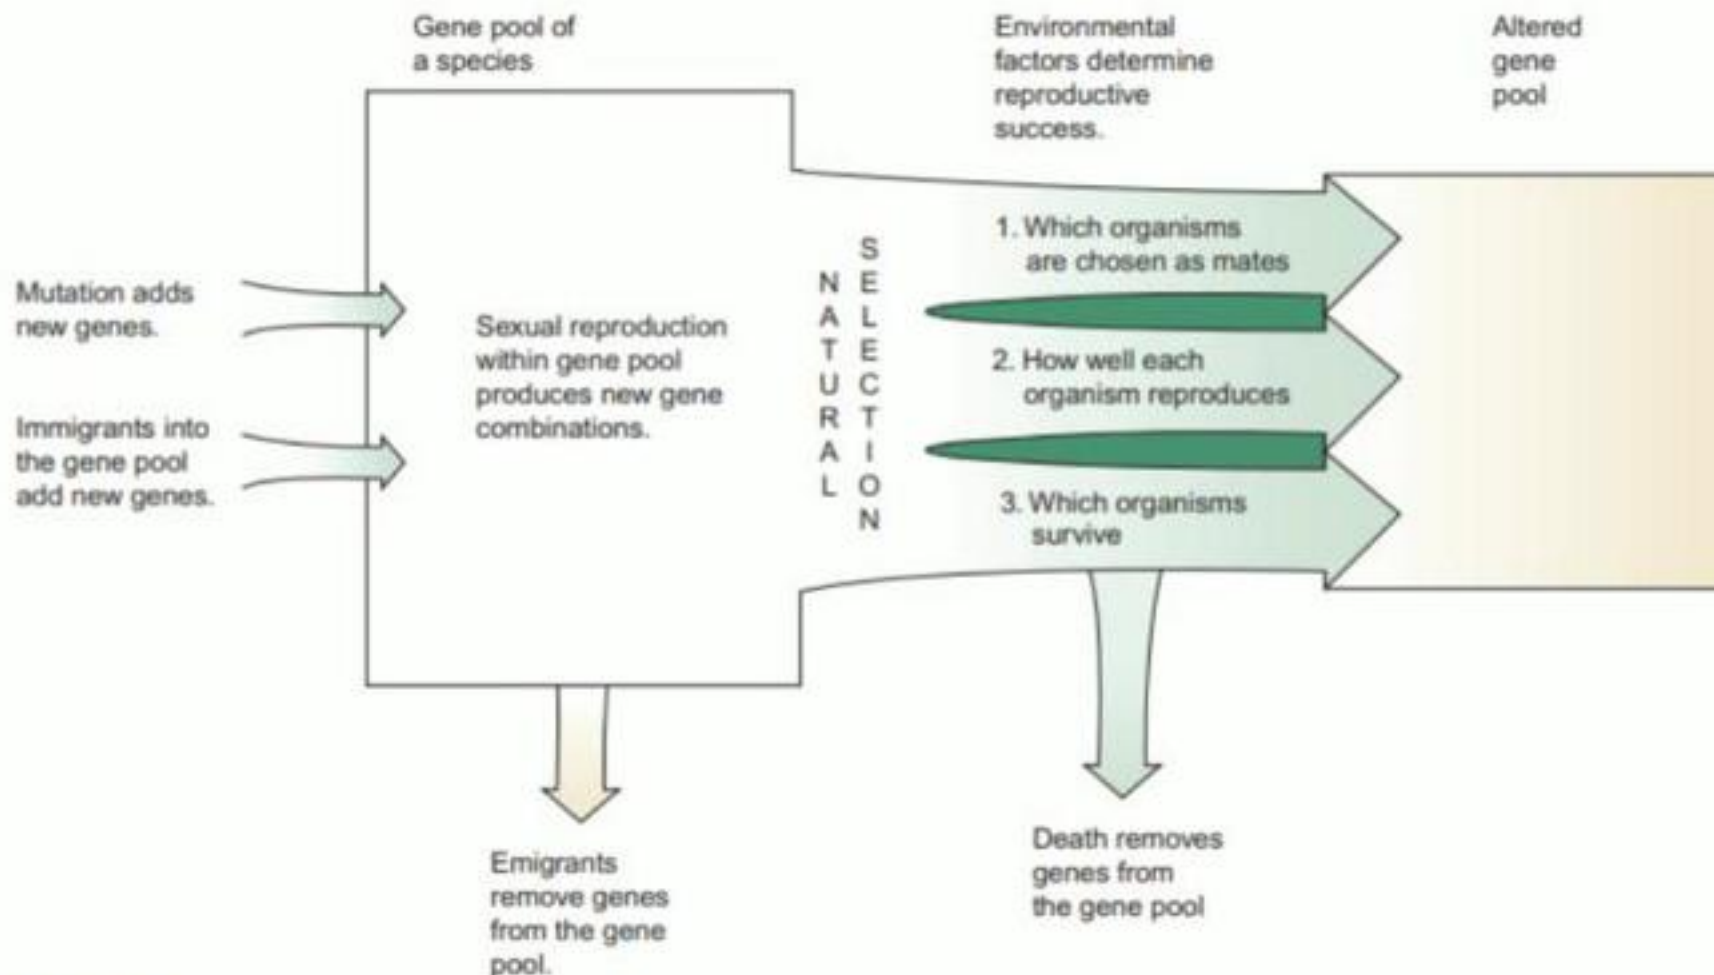 Gene pool of
a species
Environmental
factors determine
reproductive
success.
Altered
gene
pool
Mutation adds
new genes.
Immigrants into
the gene pool
add new genes.
Sexual reproduction
within gene pool
produces new gene
combinations.
NATURAL
SELECTION
1. Which organisms
are chosen as mates
2. How well each
organism reproduces
3. Which organisms
survive
Emigrants
remove genes
from the gene
pool.
Death removes
genes from
the gene pool